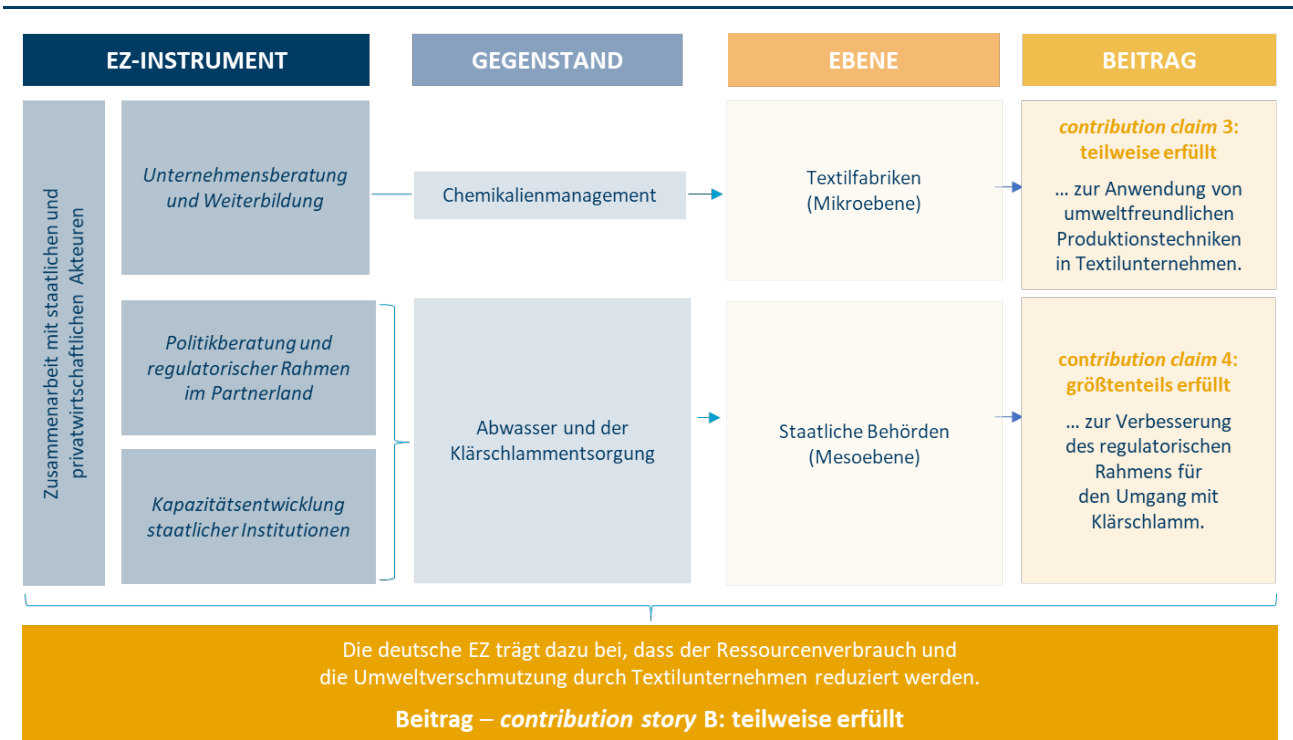 EZ-INSTRUMENT
GEGENSTAND
EBENE
BEITRAG
Zusammenarbeit mit staatlichen und
privatwirtschaftlichen Akteuren
Unternehmensberatung
und Weiterbildung
Chemikalienmanagement
Textilfabriken
(Mikroebene)
contribution claim 3:
teilweise erfüllt
... zur Anwendung von
umweltfreundlichen
Produktionstechniken
in Textilunternehmen.
Politikberatung und
regulatorischer Rahmen
im Partnerland
Kapazitätsentwicklung
staatlicher Institutionen
Abwasser und der
Klärschlammentsorgung
Staatliche Behörden
(Mesoebene)
contribution claim 4:
größtenteils erfüllt
... zur Verbesserung
des regulatorischen
Rahmens für
den Umgang mit
Klärschlamm.
Die deutsche EZ trägt dazu bei, dass der Ressourcenverbrauch und
die Umweltverschmutzung durch Textilunternehmen reduziert werden.
Beitrag – contribution story B: teilweise erfüllt